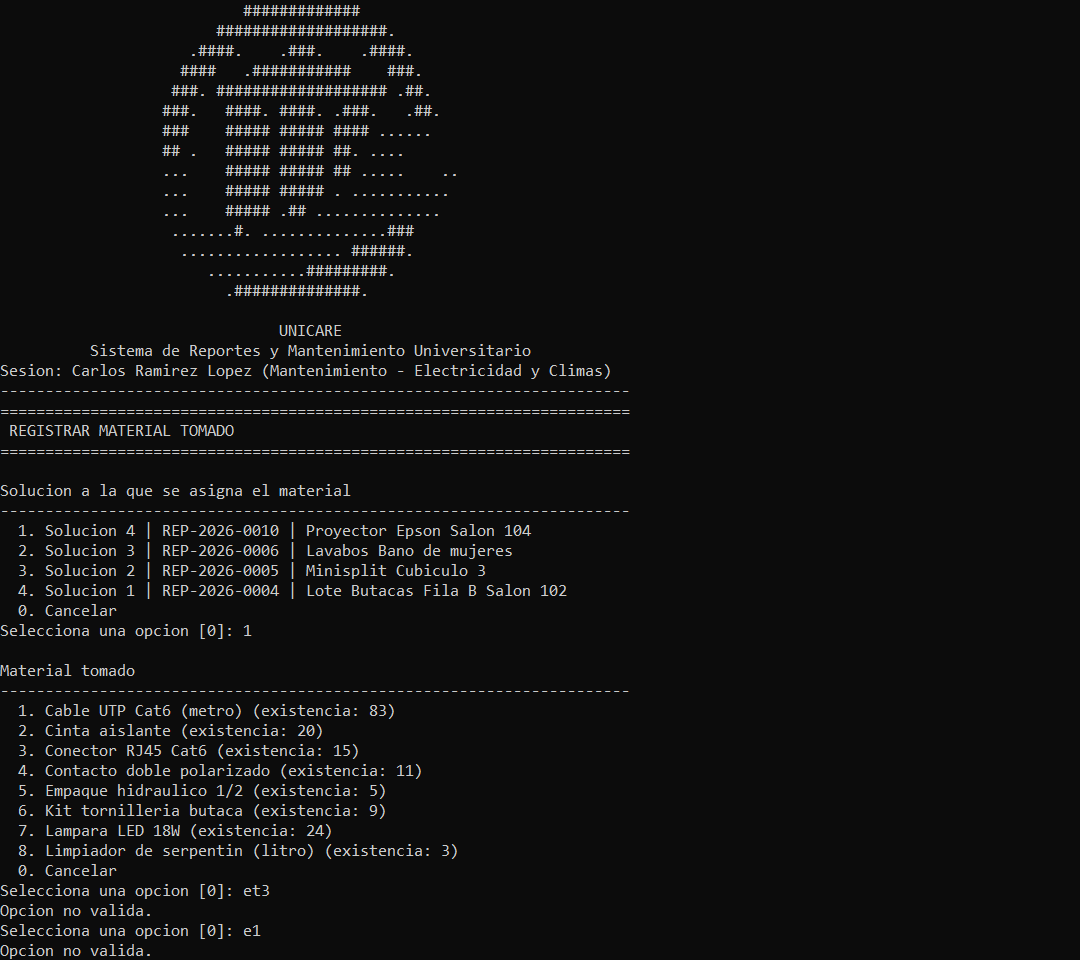 #############
###################.
.####.    .###.    .####.
####   .###########    ###.
###. ################### .##.
###.   ####. ####. .###.   .##.
###    ##### ##### #### ......
## .   ##### ##### ##. ....
...    ##### ##### ## .....    ..
...    ##### ##### . ...........
...    ##### .## ..............
.......#. ..............###
.................. ######.
...........#########.
.##############.
UNICARE
Sistema de Reportes y Mantenimiento Universitario
Sesion: Carlos Ramirez Lopez (Mantenimiento - Electricidad y Climas)
----------------------------------------------------------------------
======================================================================
REGISTRAR MATERIAL TOMADO
======================================================================
Solucion a la que se asigna el material
----------------------------------------------------------------------
1. Solucion 4 | REP-2026-0010 | Proyector Epson Salon 104
2. Solucion 3 | REP-2026-0006 | Lavabos Bano de mujeres
3. Solucion 2 | REP-2026-0005 | Minisplit Cubiculo 3
4. Solucion 1 | REP-2026-0004 | Lote Butacas Fila B Salon 102
0. Cancelar
Selecciona una opcion [0]: 1
Material tomado
----------------------------------------------------------------------
1. Cable UTP Cat6 (metro) (existencia: 83)
2. Cinta aislante (existencia: 20)
3. Conector RJ45 Cat6 (existencia: 15)
4. Contacto doble polarizado (existencia: 11)
5. Empaque hidraulico 1/2 (existencia: 5)
6. Kit tornilleria butaca (existencia: 9)
7. Lampara LED 18W (existencia: 24)
8. Limpiador de serpentin (litro) (existencia: 3)
0. Cancelar
Selecciona una opcion [0]: et3
Opcion no valida.
Selecciona una opcion [0]: e1
Opcion no valida.